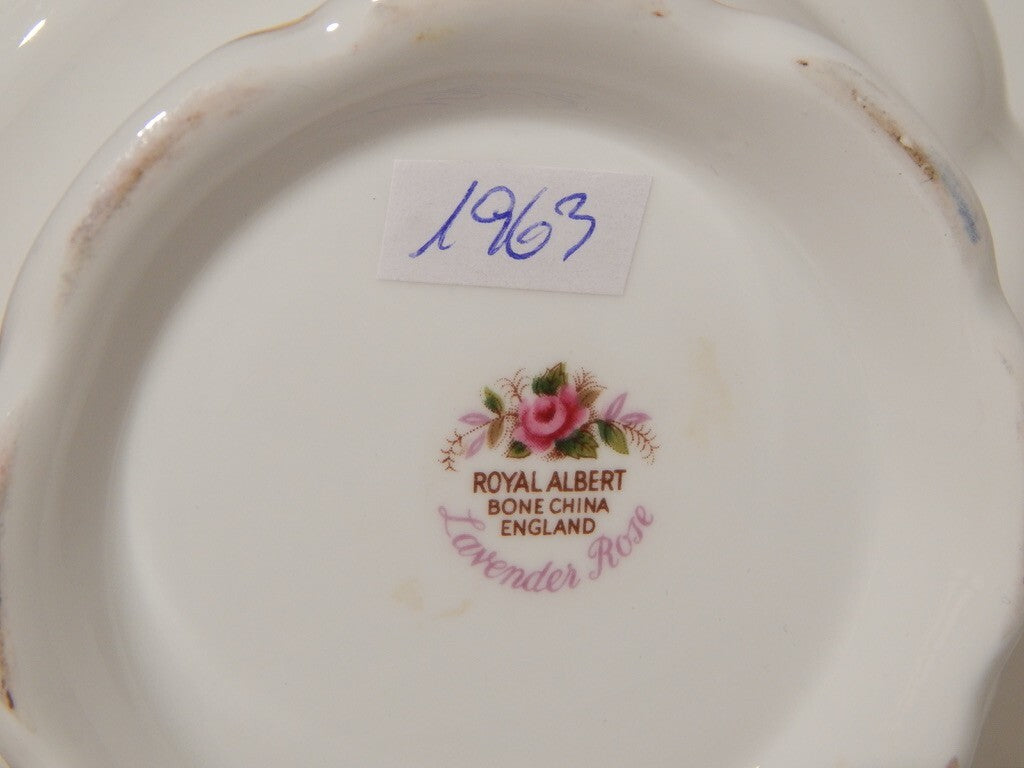 1963
ROYAL ALBERT
BONE CHINA
ENGLAND
Lavender Rose